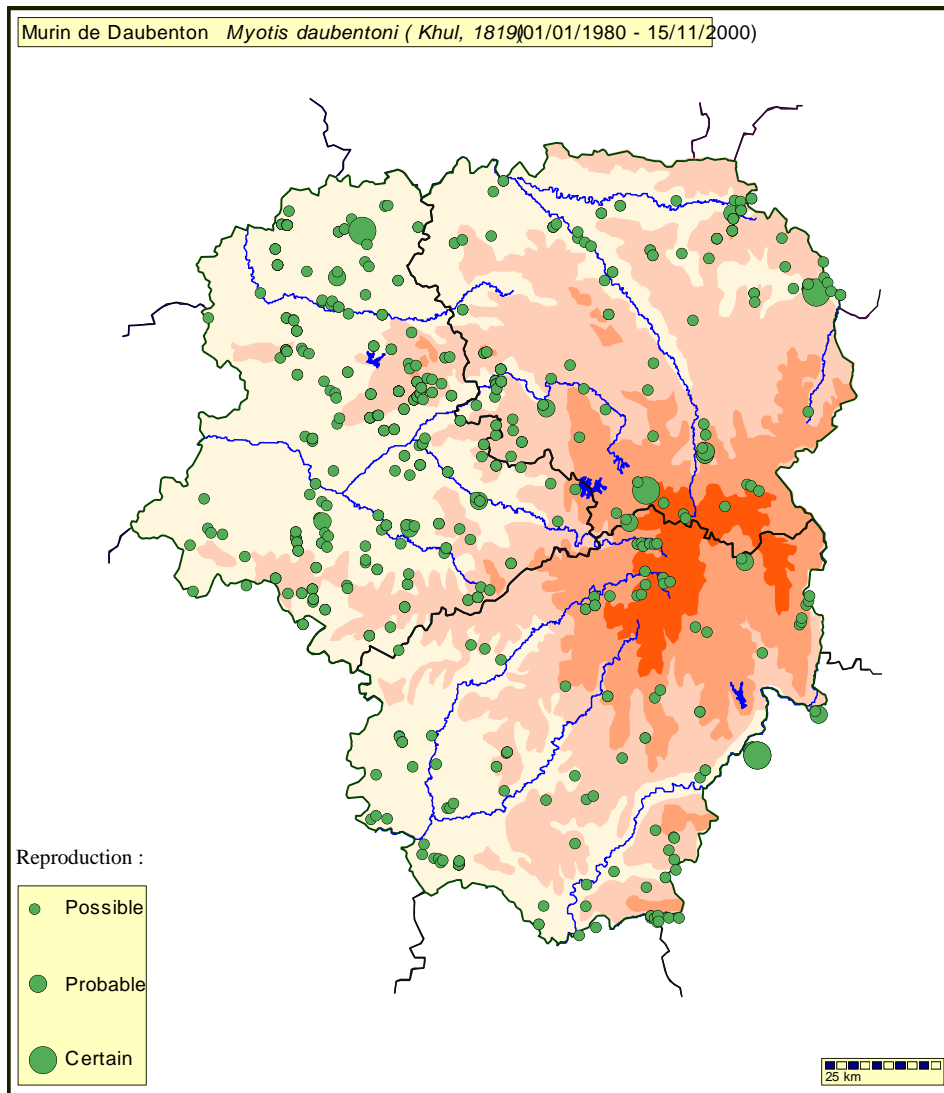 Murin de Daubenton Myotis daubentoni ( Khul, 1819)(01/01/1980 - 15/11/2000)
Reproduction :
Possible
Probable
Certain
25 km